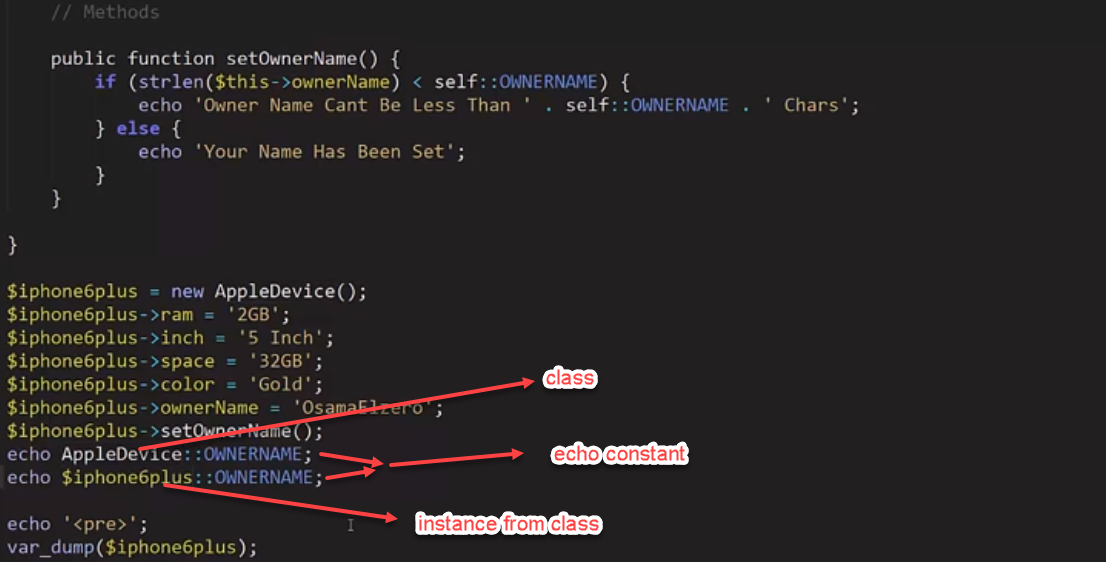 // Methods
public function setOwnerName() {
if (strlen($this->ownerName) < self::OWNERNAME) {
echo 'Owner Name Cant Be Less Than ' . self::OWNERNAME . ' Chars';
} else {
echo 'Your Name Has Been Set';
}
}
}
$iphone6plus = new AppleDevice();
$iphone6plus->ram = '2GB';
$iphone6plus->inch = '5 Inch';
$iphone6plus->space = '32GB';
$iphone6plus->color = 'Gold';
class
$iphone6plus->ownerName = 'OsamaElzero';
$iphone6plus->setOwnerName();
echo AppleDevice::OWNERNAME;
echo constant
echo $iphone6plus::OWNERNAME;
instance from class
echo '<pre>';
var_dump($iphone6plus);